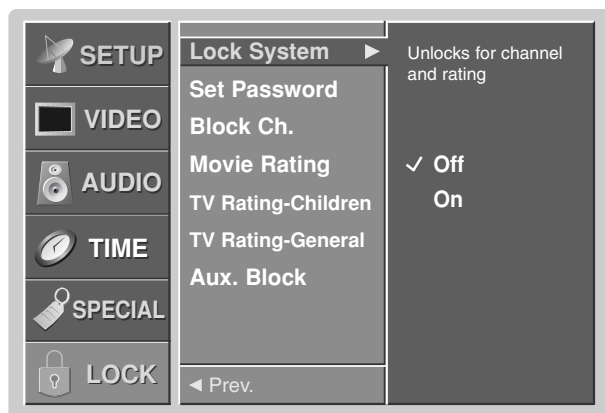 SETUP
VIDEO
AUDIO
TIME
SPECIAL
LOCK
Lock System ►
Set Password
Block Ch.
Movie Rating
TV Rating-Children
TV Rating-General
Aux. Block
◄ Prev.
Unlocks for channel
and rating
✓ Off
On